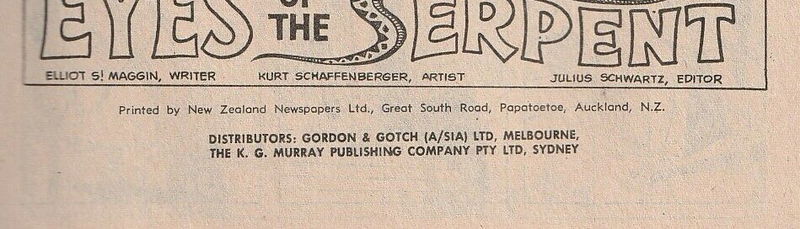 EYES OF THE SERPENT
ELLIOT S! MAGGIN, WRITER KURT SCHAFFENBERGER, ARTIST JULIUS SCHWARTZ, EDITOR
Printed by New Zealand Newspapers Ltd., Great South Road, Papatoetoe, Auckland, N.Z.
DISTRIBUTORS: GORDON & GOTCH (A/SIA) LTD, MELBOURNE,
THE K. G. MURRAY PUBLISHING COMPANY PTY LTD, SYDNEY